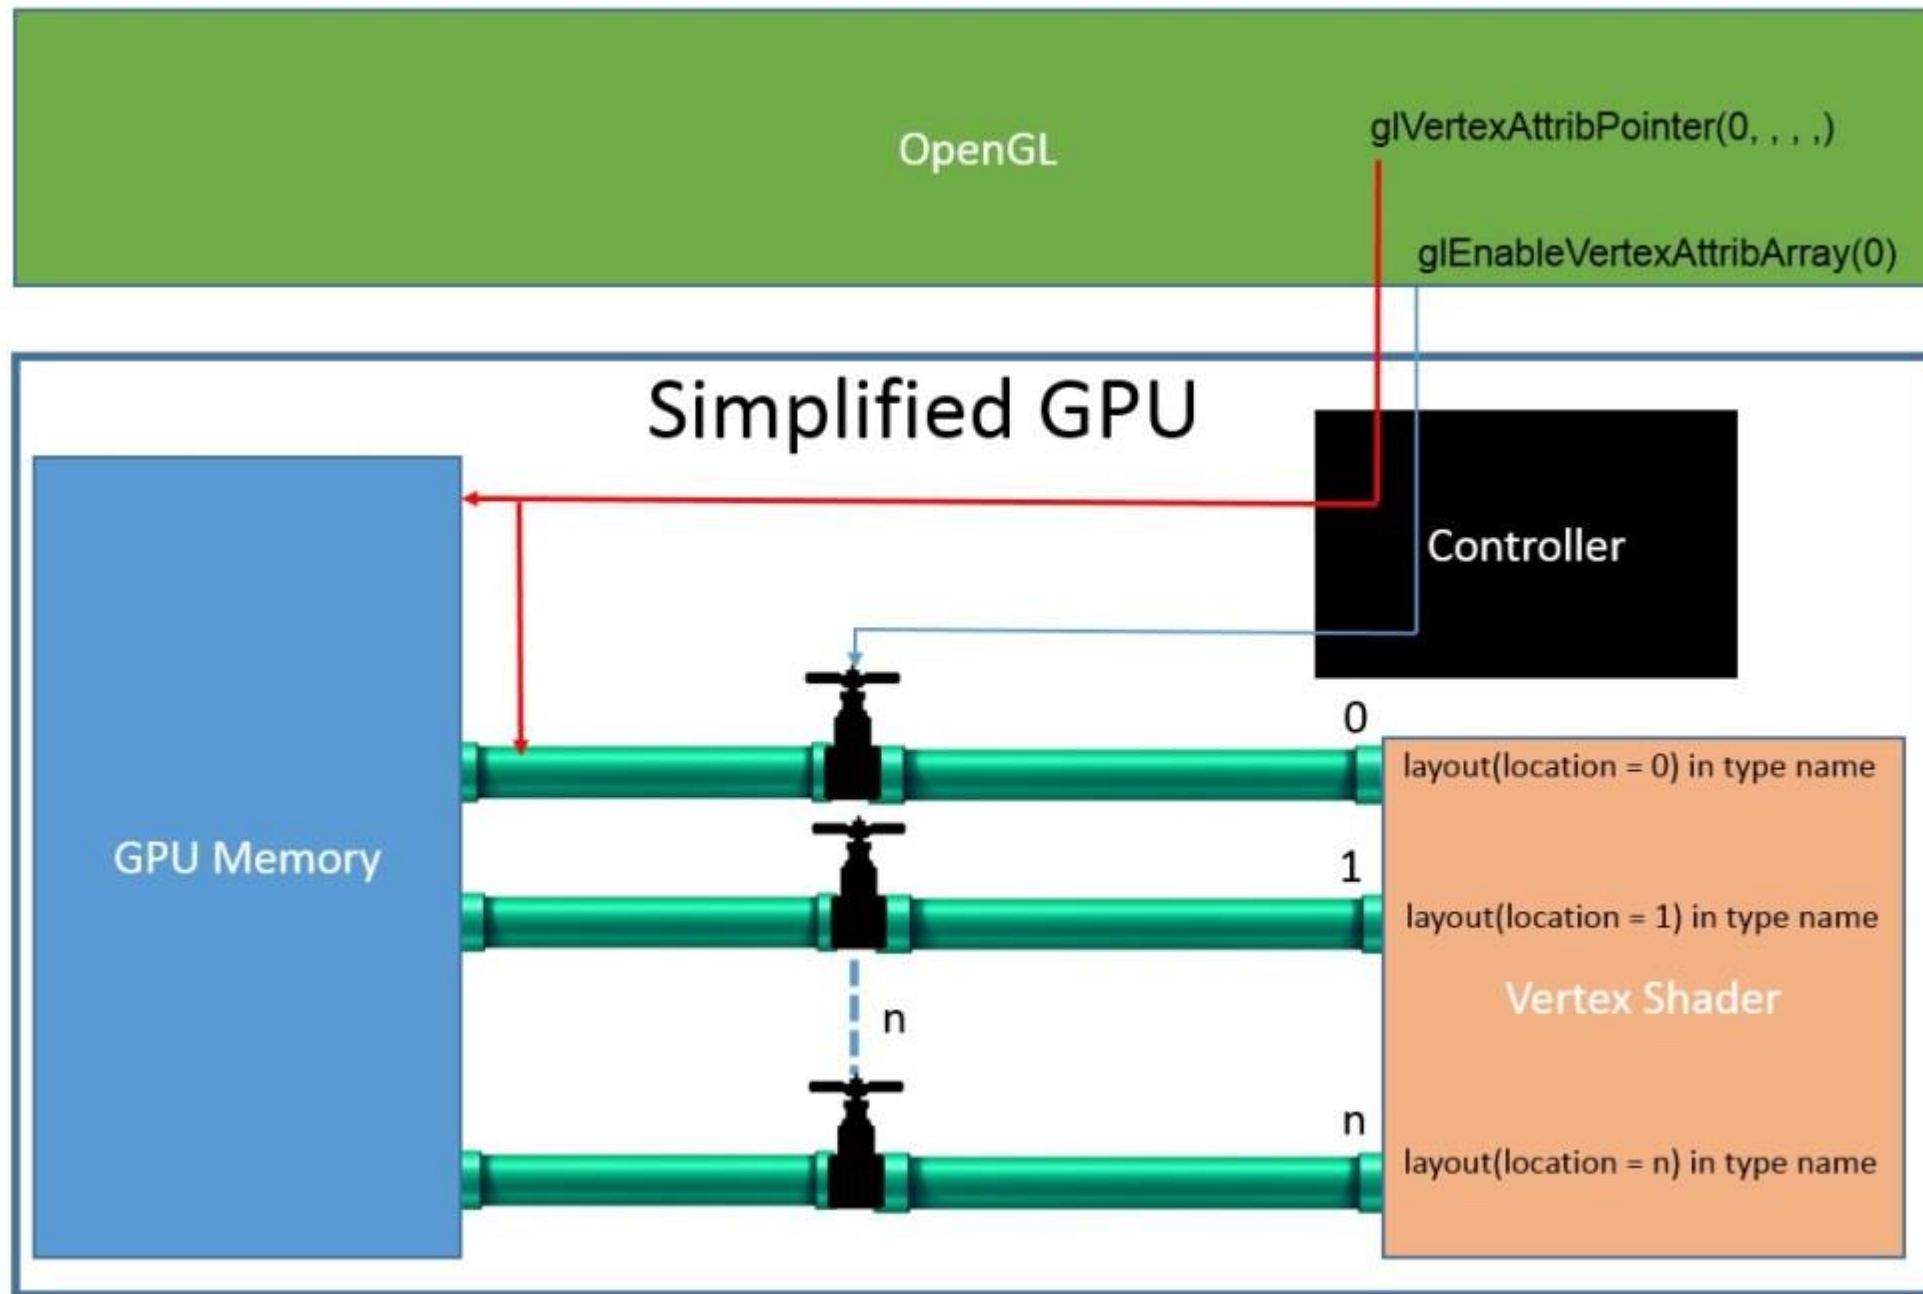 OpenGL
glVertexAttribPointer(0, , , ,)
glEnableVertexAttribArray(0)
Simplified GPU
Controller
GPU Memory
0
layout(location = 0) in type name
1
layout(location = 1) in type name
Vertex Shader
n
n
layout(location = n) in type name